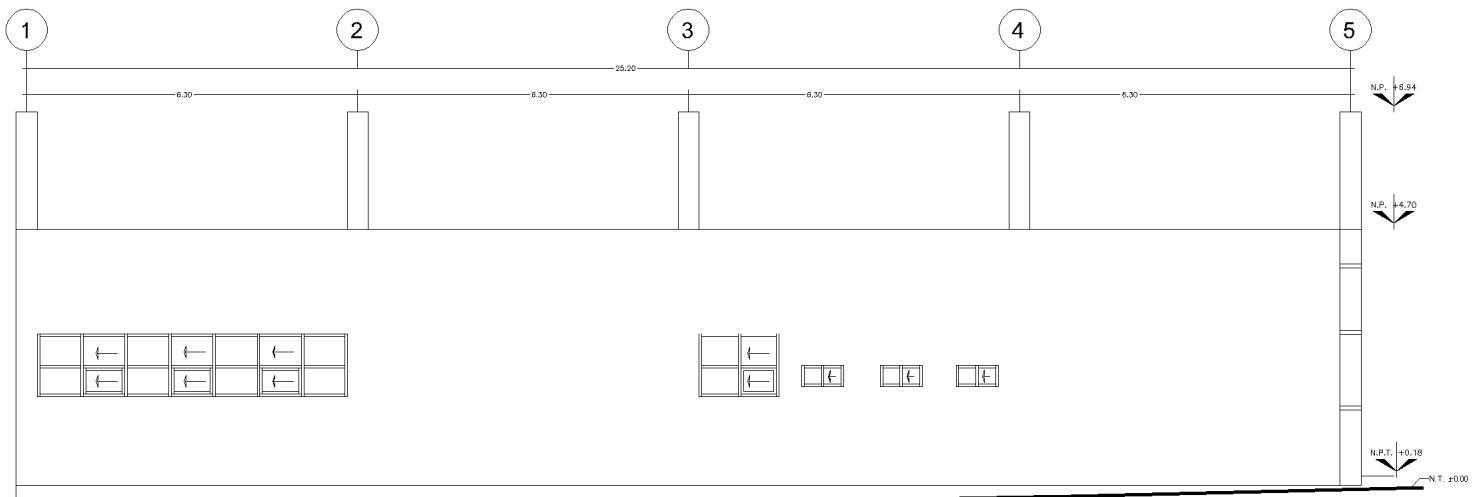 1 2 3 4 5
25.20
6.30 6.30 6.30 6.30
N.P. +6.94
N.P. +4.70
N.P.T. +0.18
N.T. ±0.00